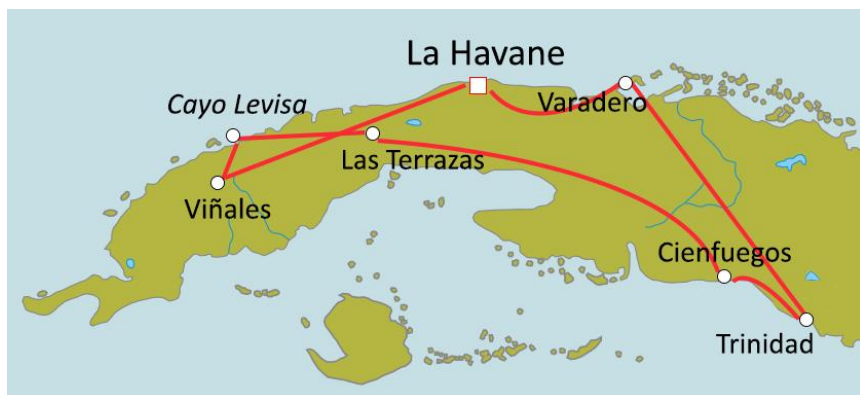 La Havane
Cayo Levisa
Varadero
Las Terrazas
Viñales
Cienfuegos
Trinidad